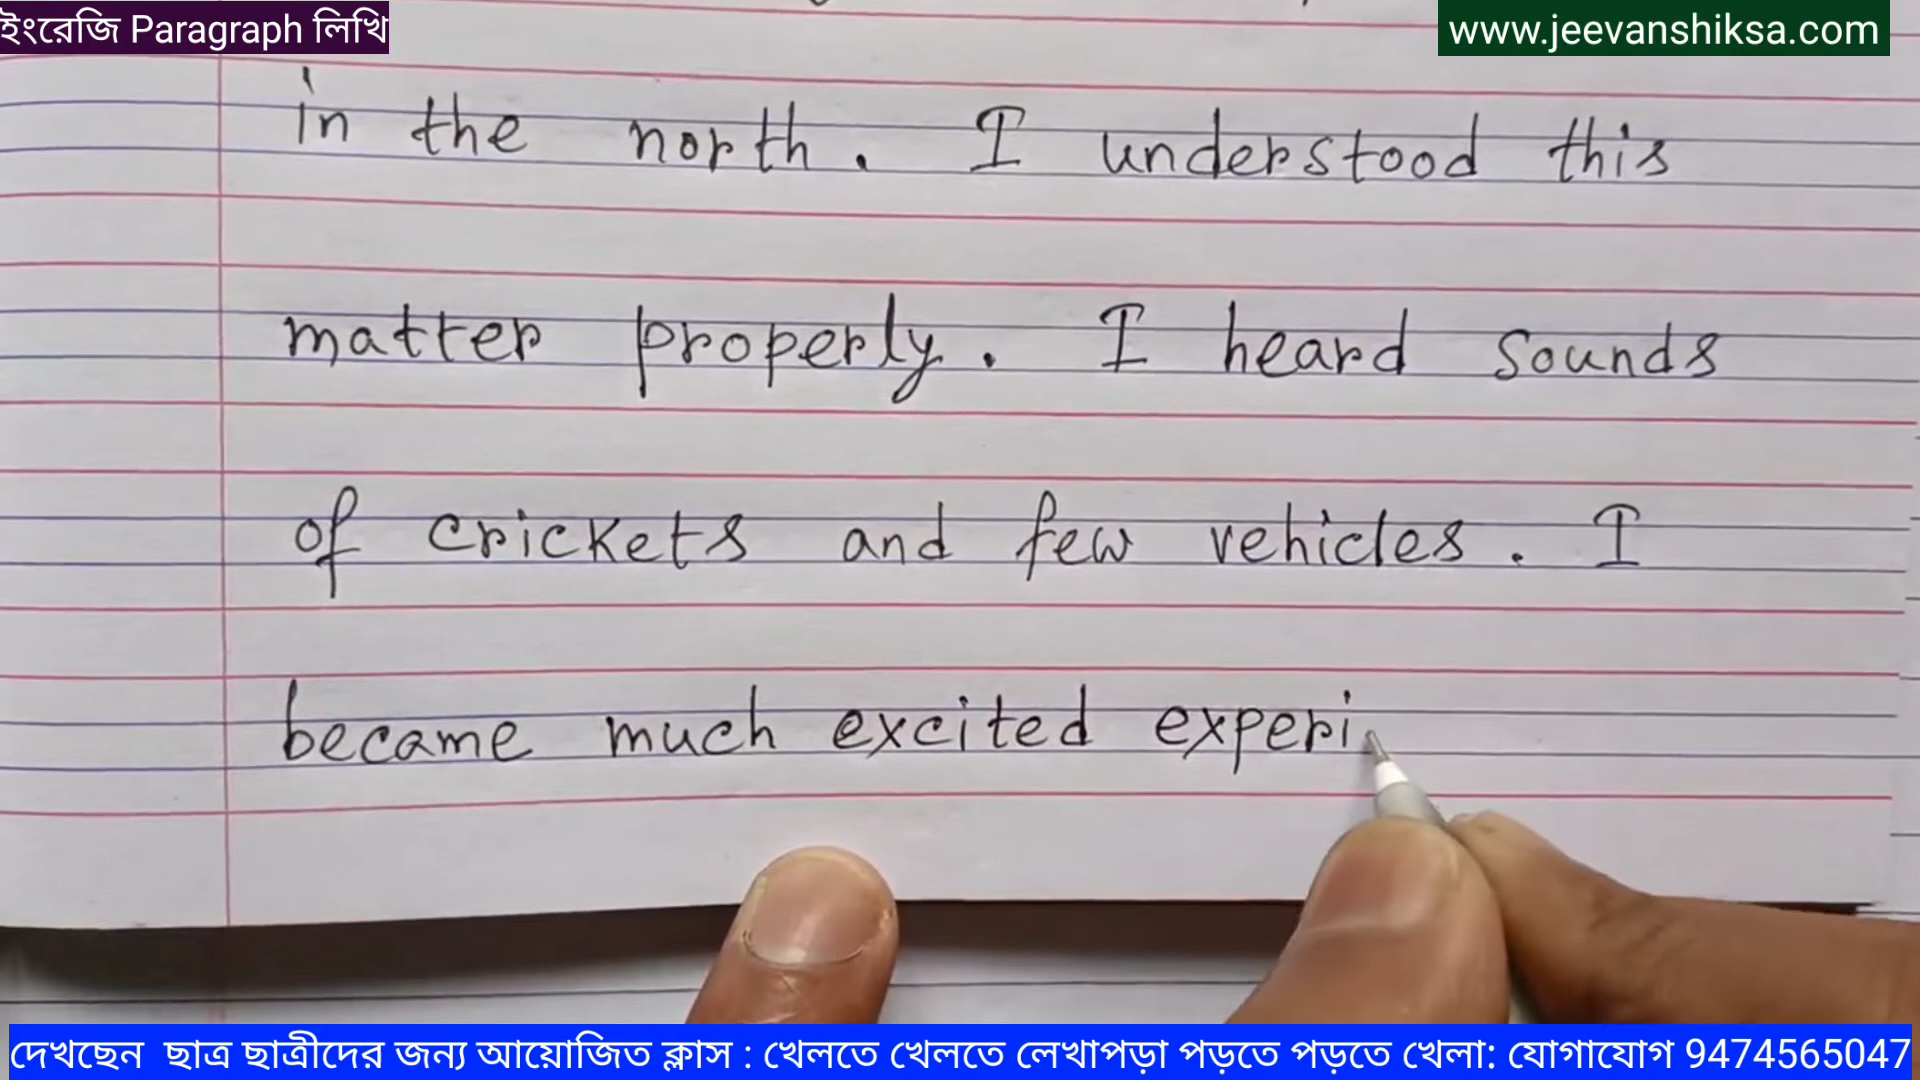 ইংরেজি Paragraph লিখি
www.jeevanshiksa.com
in the north. I understood this
matter properly. I heard sounds
of crickets and few vehicles. I
became much excited experi
দেখছেন ছাত্র ছাত্রীদের জন্য আয়োজিত ক্লাস : খেলতে খেলতে লেখাপড়া পড়তে পড়তে খেলা: যোগাযোগ 9474565047